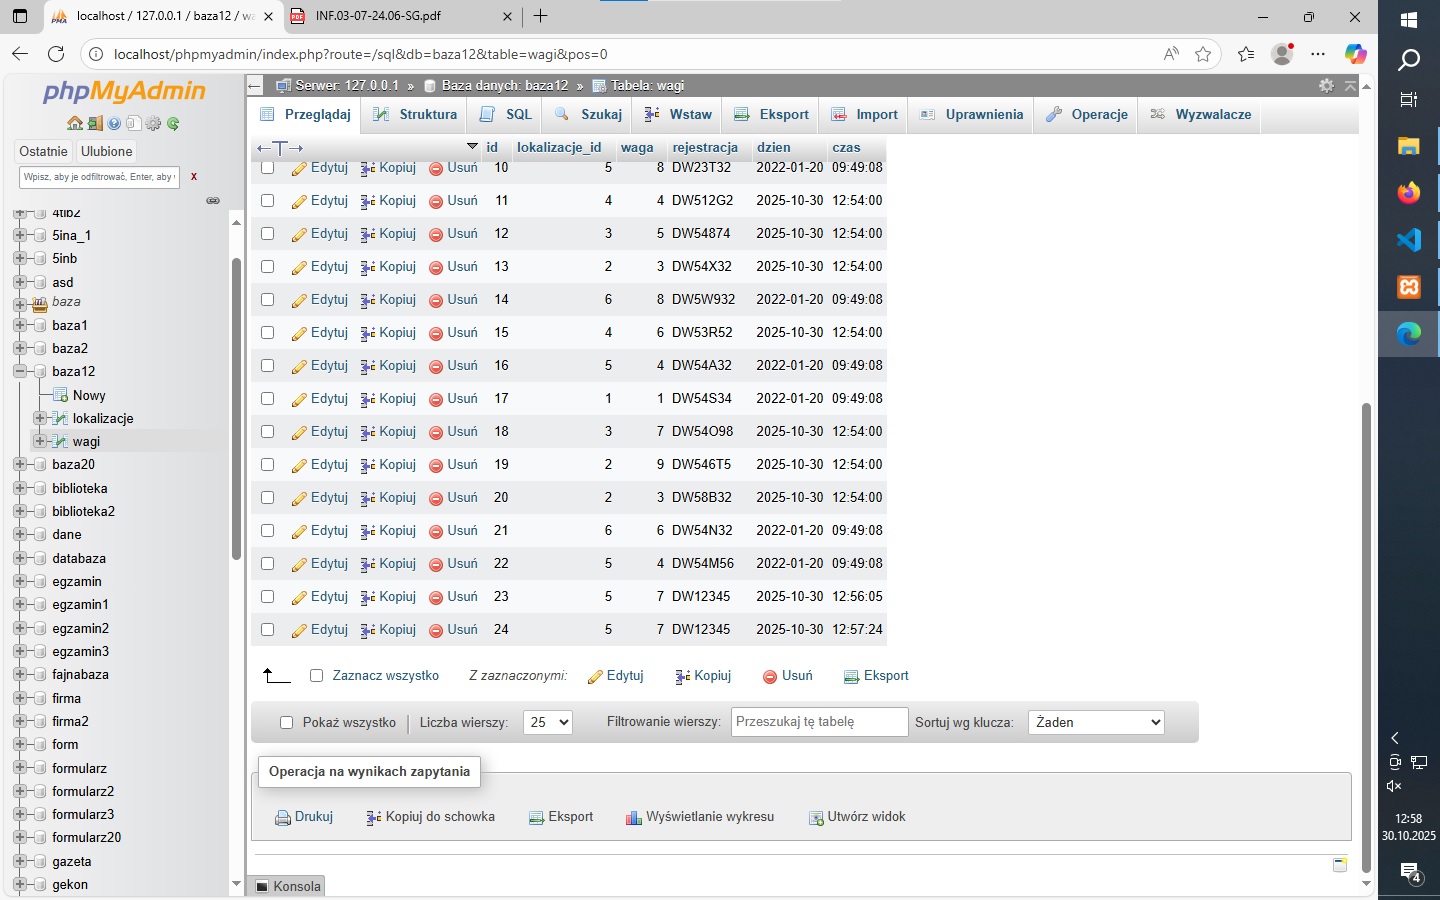 localhost / 127.0.0.1 / baza12 / wa
INF.03-07-24.06-SG.pdf
localhost/phpmyadmin/index.php?route=/sql&db=baza12&table=wagi&pos=0
phpMyAdmin
Ostatnie Ulubione
Wpisz, aby je odfiltrować, Enter, aby w X
4tib2
5ina_1
5inb
asd
baza
baza1
baza2
baza12
Nowy
lokalizacje
wagi
baza20
biblioteka
biblioteka2
dane
databaza
egzamin
egzamin1
egzamin2
egzamin3
fajnabaza
firma
firma2
form
formularz
formularz2
formularz3
formularz20
gazeta
gekon
Serwer: 127.0.0.1 » Baza danych: baza12 » Tabela: wagi
Przeglądaj Struktura SQL Szukaj Wstaw Eksport Import Uprawnienia Operacje Wyzwalacze
←T→ id lokalizacje_id waga rejestracja dzien czas
Edytuj Kopiuj Usuń 10 5 8 DW23T32 2022-01-20 09:49:08
Edytuj Kopiuj Usuń 11 4 4 DW512G2 2025-10-30 12:54:00
Edytuj Kopiuj Usuń 12 3 5 DW54874 2025-10-30 12:54:00
Edytuj Kopiuj Usuń 13 2 3 DW54X32 2025-10-30 12:54:00
Edytuj Kopiuj Usuń 14 6 8 DW5W932 2022-01-20 09:49:08
Edytuj Kopiuj Usuń 15 4 6 DW53R52 2025-10-30 12:54:00
Edytuj Kopiuj Usuń 16 5 4 DW54A32 2022-01-20 09:49:08
Edytuj Kopiuj Usuń 17 1 1 DW54S34 2022-01-20 09:49:08
Edytuj Kopiuj Usuń 18 3 7 DW54O98 2025-10-30 12:54:00
Edytuj Kopiuj Usuń 19 2 9 DW546T5 2025-10-30 12:54:00
Edytuj Kopiuj Usuń 20 2 3 DW58B32 2025-10-30 12:54:00
Edytuj Kopiuj Usuń 21 6 6 DW54N32 2022-01-20 09:49:08
Edytuj Kopiuj Usuń 22 5 4 DW54M56 2022-01-20 09:49:08
Edytuj Kopiuj Usuń 23 5 7 DW12345 2025-10-30 12:56:05
Edytuj Kopiuj Usuń 24 5 7 DW12345 2025-10-30 12:57:24
Zaznacz wszystko Z zaznaczonymi: Edytuj Kopiuj Usuń Eksport
Pokaż wszystko | Liczba wierszy: 25 Filtrowanie wierszy: Przeszukaj tę tabelę Sortuj wg klucza: Żaden
Operacja na wynikach zapytania
Drukuj Kopiuj do schowka Eksport Wyświetlanie wykresu Utwórz widok
Konsola
12:58
30.10.2025
4